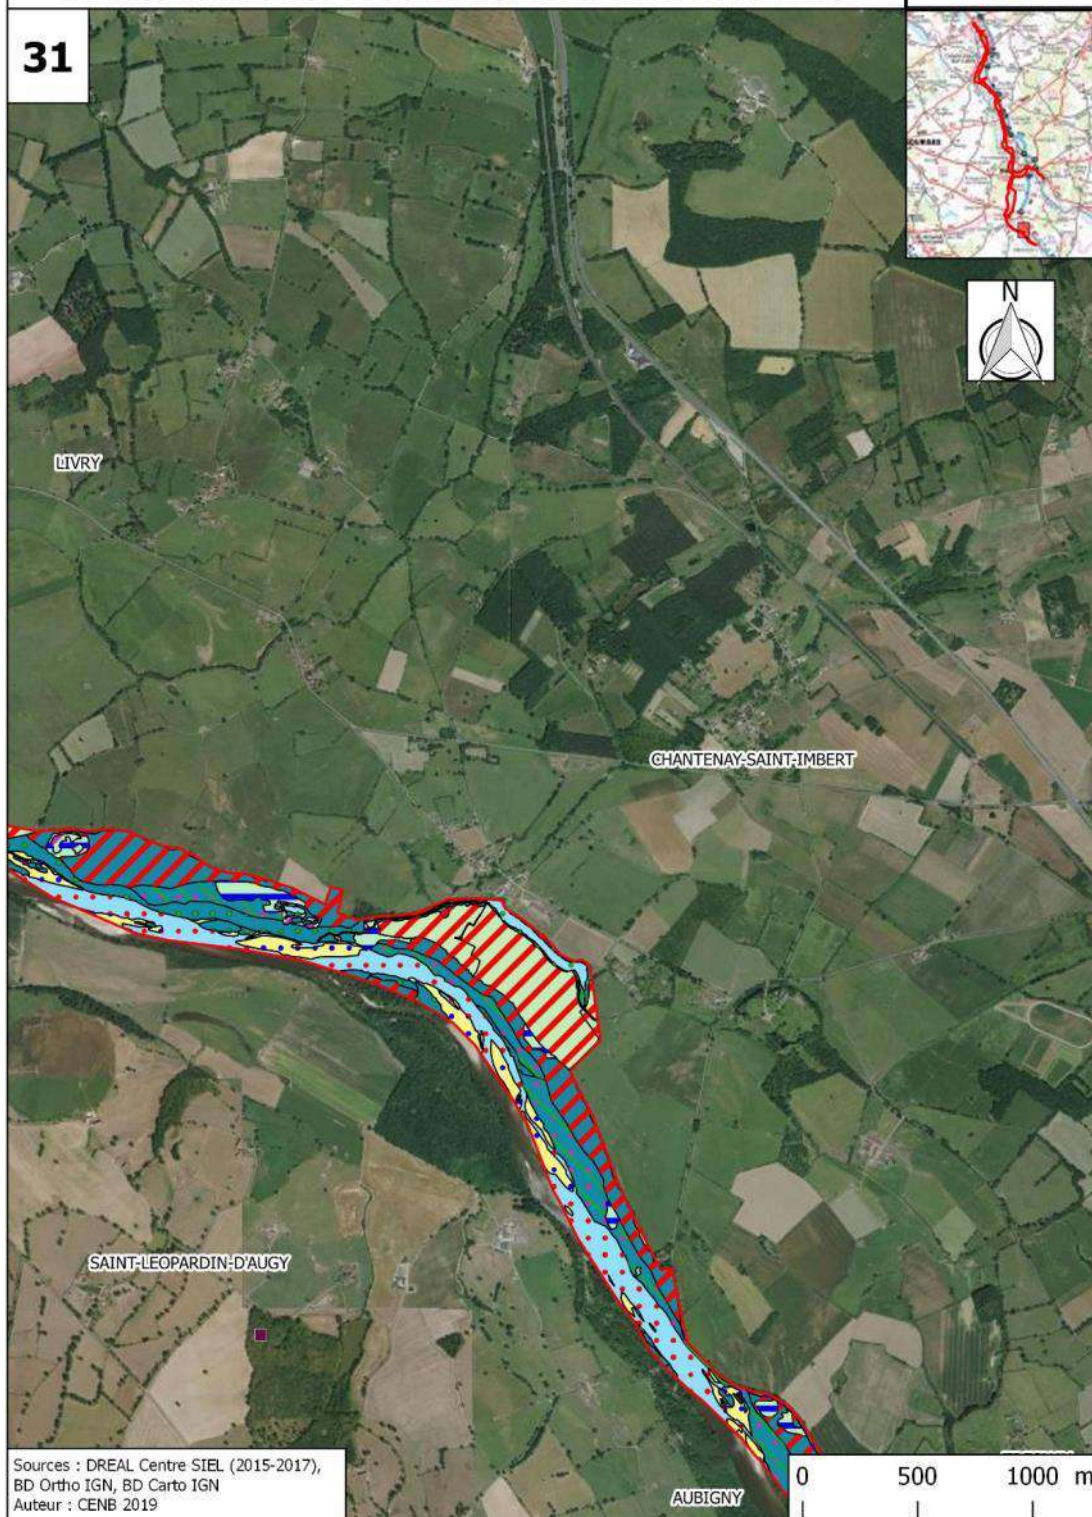 31
N
LIVRY
CHANTENAY-SAINT-IMBERT
SAINT-LEOPARDIN-D'AUGY
AUBIGNY
Sources : DREAL Centre SIEL (2015-2017),
BD Ortho IGN, BD Carto IGN
Auteur : CENB 2019
0 500 1000 m